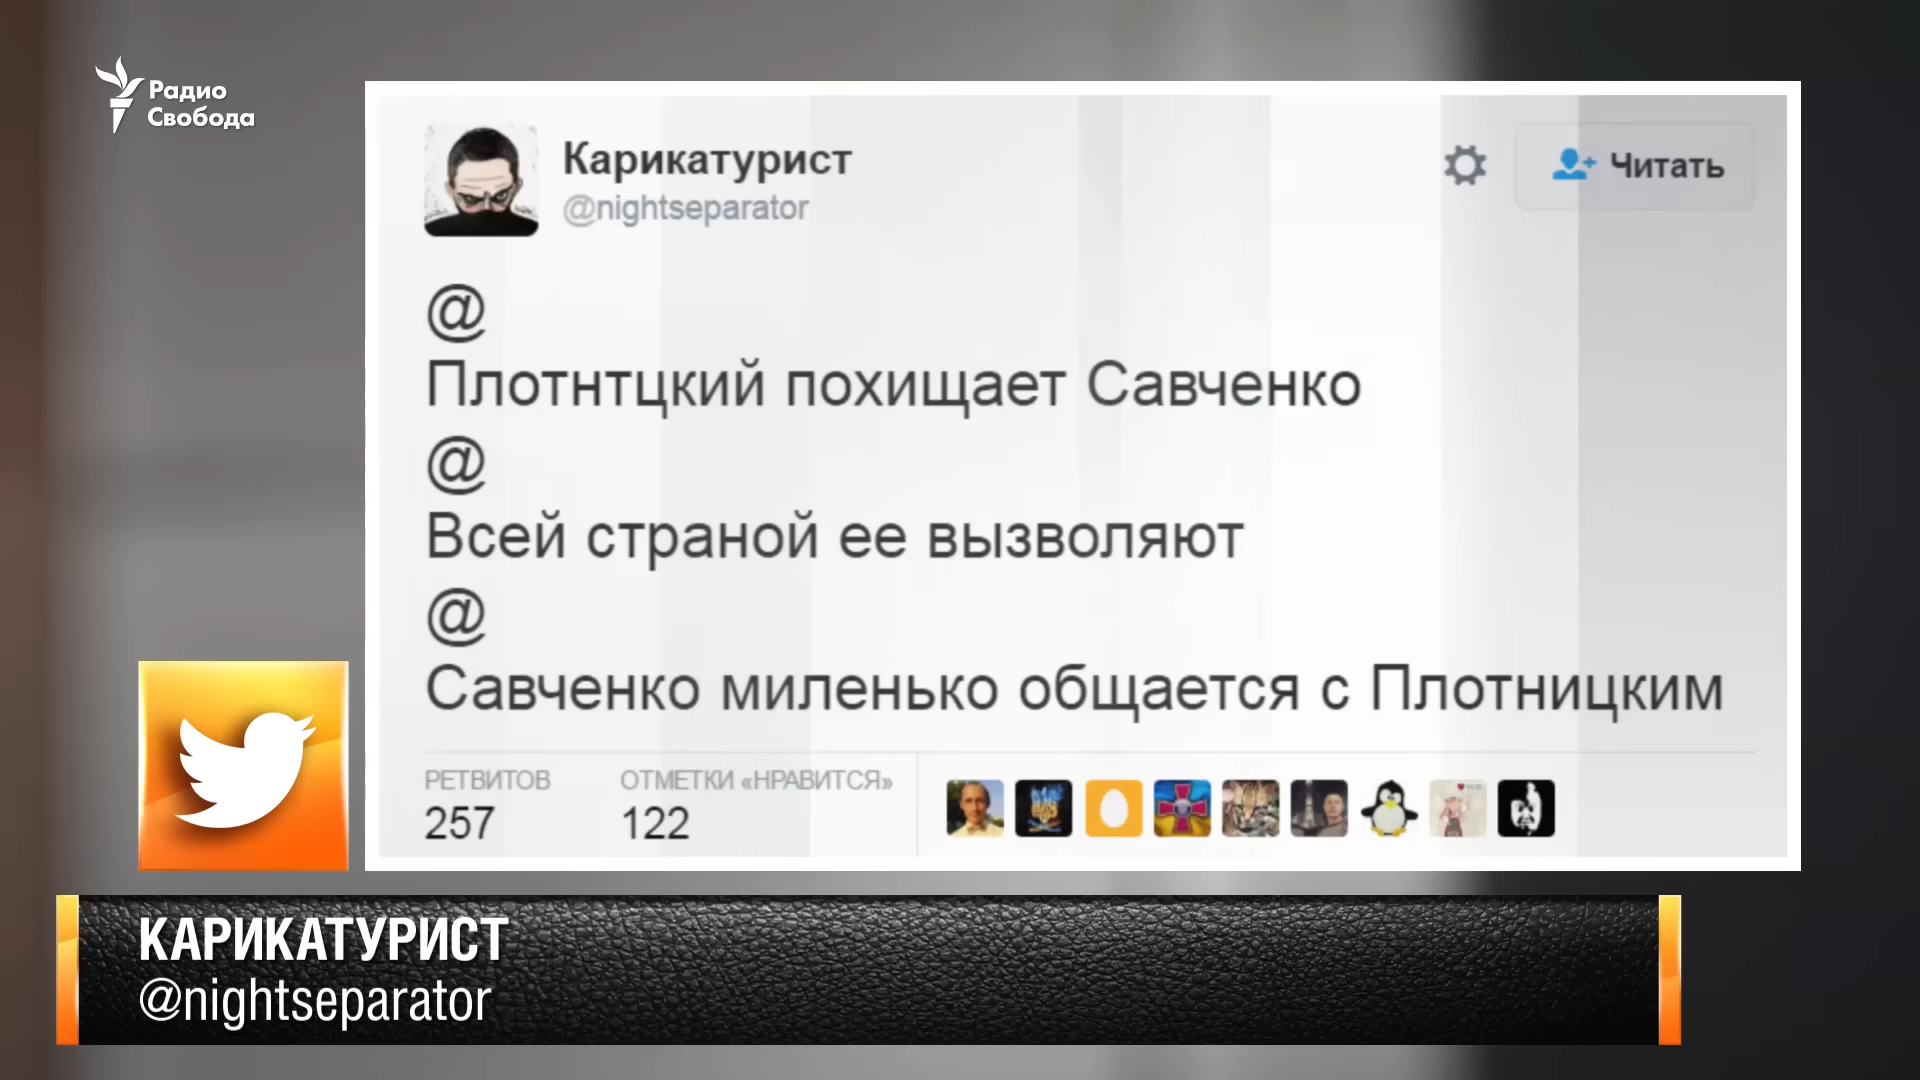 Радио
Свобода
Карикатурист
@nightseparator
Читать
@
Плотнтцкий похищает Савченко
@
Всей страной ее вызволяют
@
Савченко миленько общается с Плотницким
РЕТВИТОВ
257
ОТМЕТКИ «НРАВИТСЯ»
122
КАРИКАТУРИСТ
@nightseparator